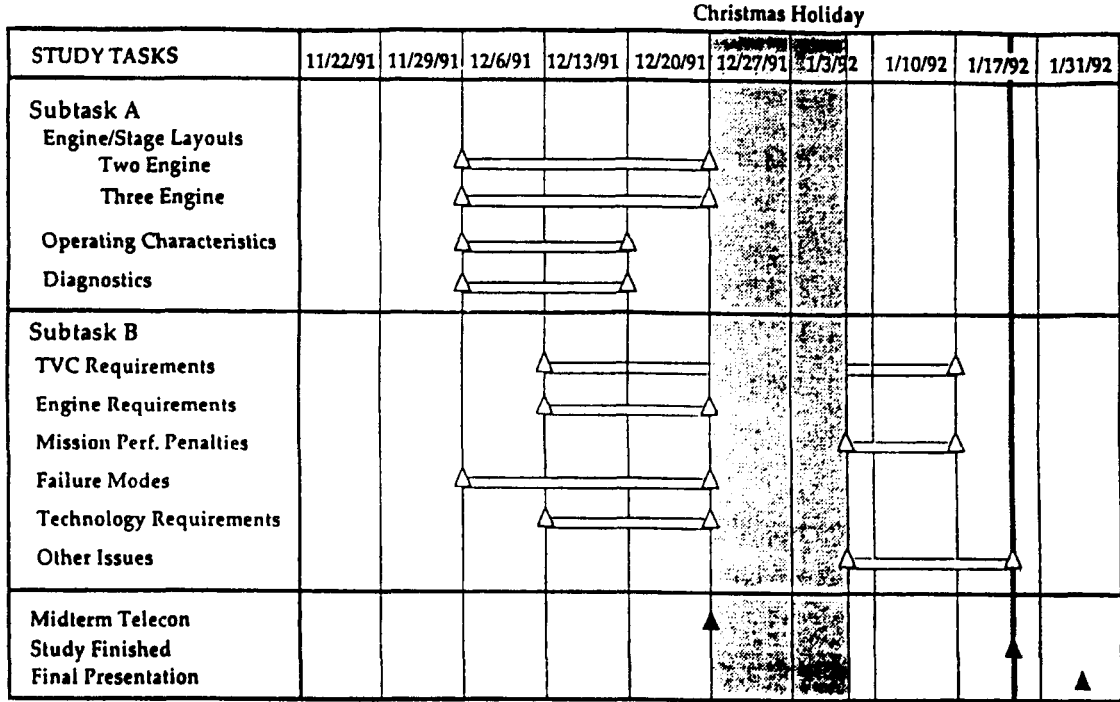 Christmas Holiday
STUDY TASKS 11/22/91 11/29/91 12/6/91 12/13/91 12/20/91 12/27/91 1/3/92 1/10/92 1/17/92 1/31/92
Subtask A
Engine/Stage Layouts
Two Engine
Three Engine
Operating Characteristics
Diagnostics
Subtask B
TVC Requirements
Engine Requirements
Mission Perf. Penalties
Failure Modes
Technology Requirements
Other Issues
Midterm Telecon
Study Finished
Final Presentation